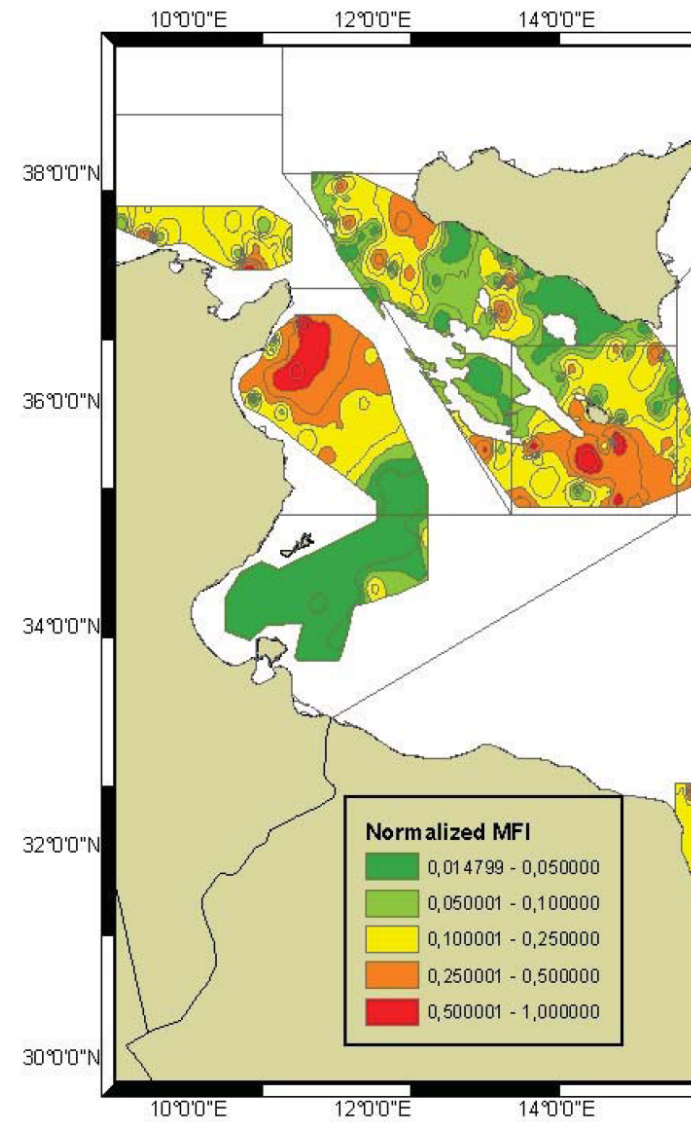 10°0'0"E 12°0'0"E 14°0'0"E
38°0'0"N
36°0'0"N
34°0'0"N
32°0'0"N
30°0'0"N
Normalized MFI
0,014799 - 0,050000
0,050001 - 0,100000
0,100001 - 0,250000
0,250001 - 0,500000
0,500001 - 1,000000
10°0'0"E 12°0'0"E 14°0'0"E